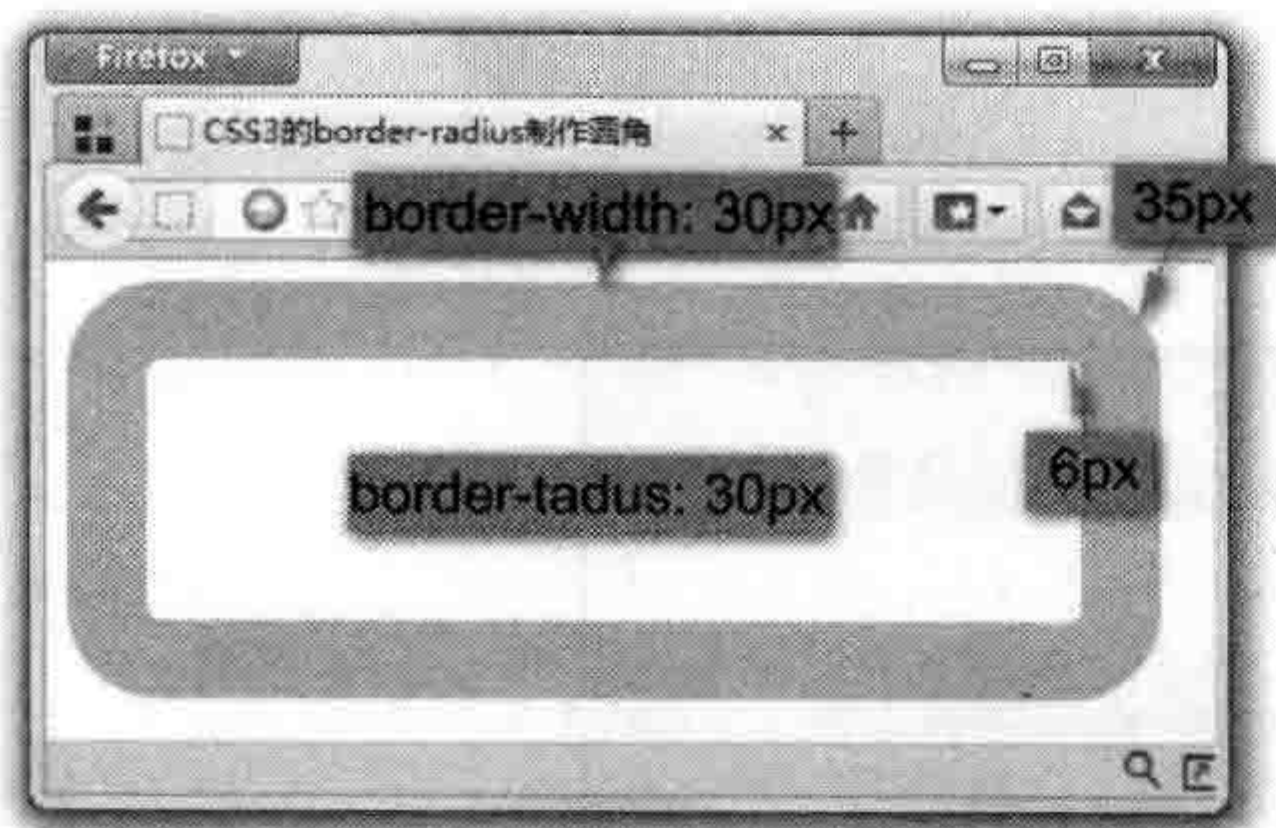 Firefox
CSS3的border-radius制作圆角
border-width: 30px
35px
6px
border-tadus: 30px